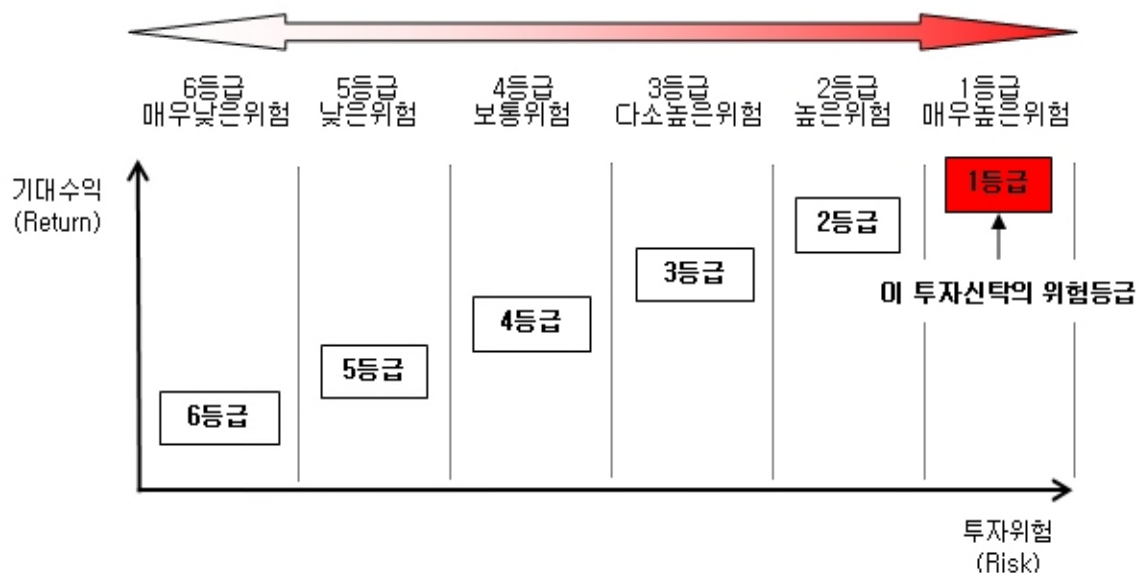 6등급 5등급 4등급 3등급 2등급 1등급
매우낮은위험 낮은위험 보통위험 다소높은위험 높은위험 매우높은위험
기대수익
(Return)
1등급
2등급
3등급
이 투자신탁의 위험등급
4등급
5등급
6등급
투자위험
(Risk)